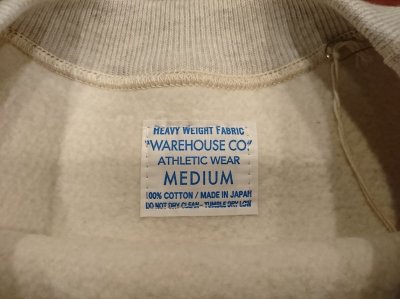 HEAVY WEIGHT FABRIC
"WAREHOUSE CO."
ATHLETIC WEAR
MEDIUM
100% COTTON / MADE IN JAPAN
DO NOT DRY CLEAN - TUMBLE DRY LOW